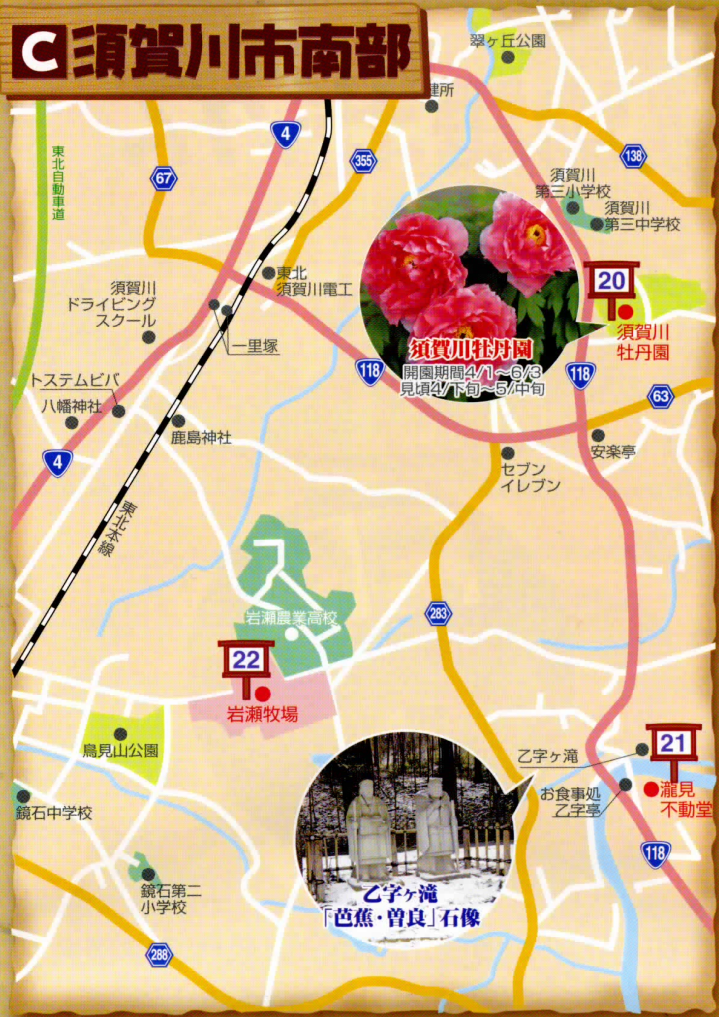 C須賀川市南部
翠ヶ丘公園
建所
4
東北自動車道
67
355
138
須賀川
第三小学校
須賀川
第三中学校
東北
須賀川電工
20
須賀川
牡丹園
須賀川
ドライビング
スクール
一里塚
須賀川牡丹園
開園期間4/1〜6/3
見頃4/下旬〜5/中旬
118
118
63
トステムビバ
八幡神社
鹿島神社
4
安楽亭
セブン
イレブン
東北本線
283
岩瀬農業高校
22
岩瀬牧場
鳥見山公園
乙字ヶ滝
21
お食事処
乙字亭
瀧見
不動堂
鏡石中学校
118
鏡石第二
小学校
乙字ヶ滝
「芭蕉・曽良」石像
288